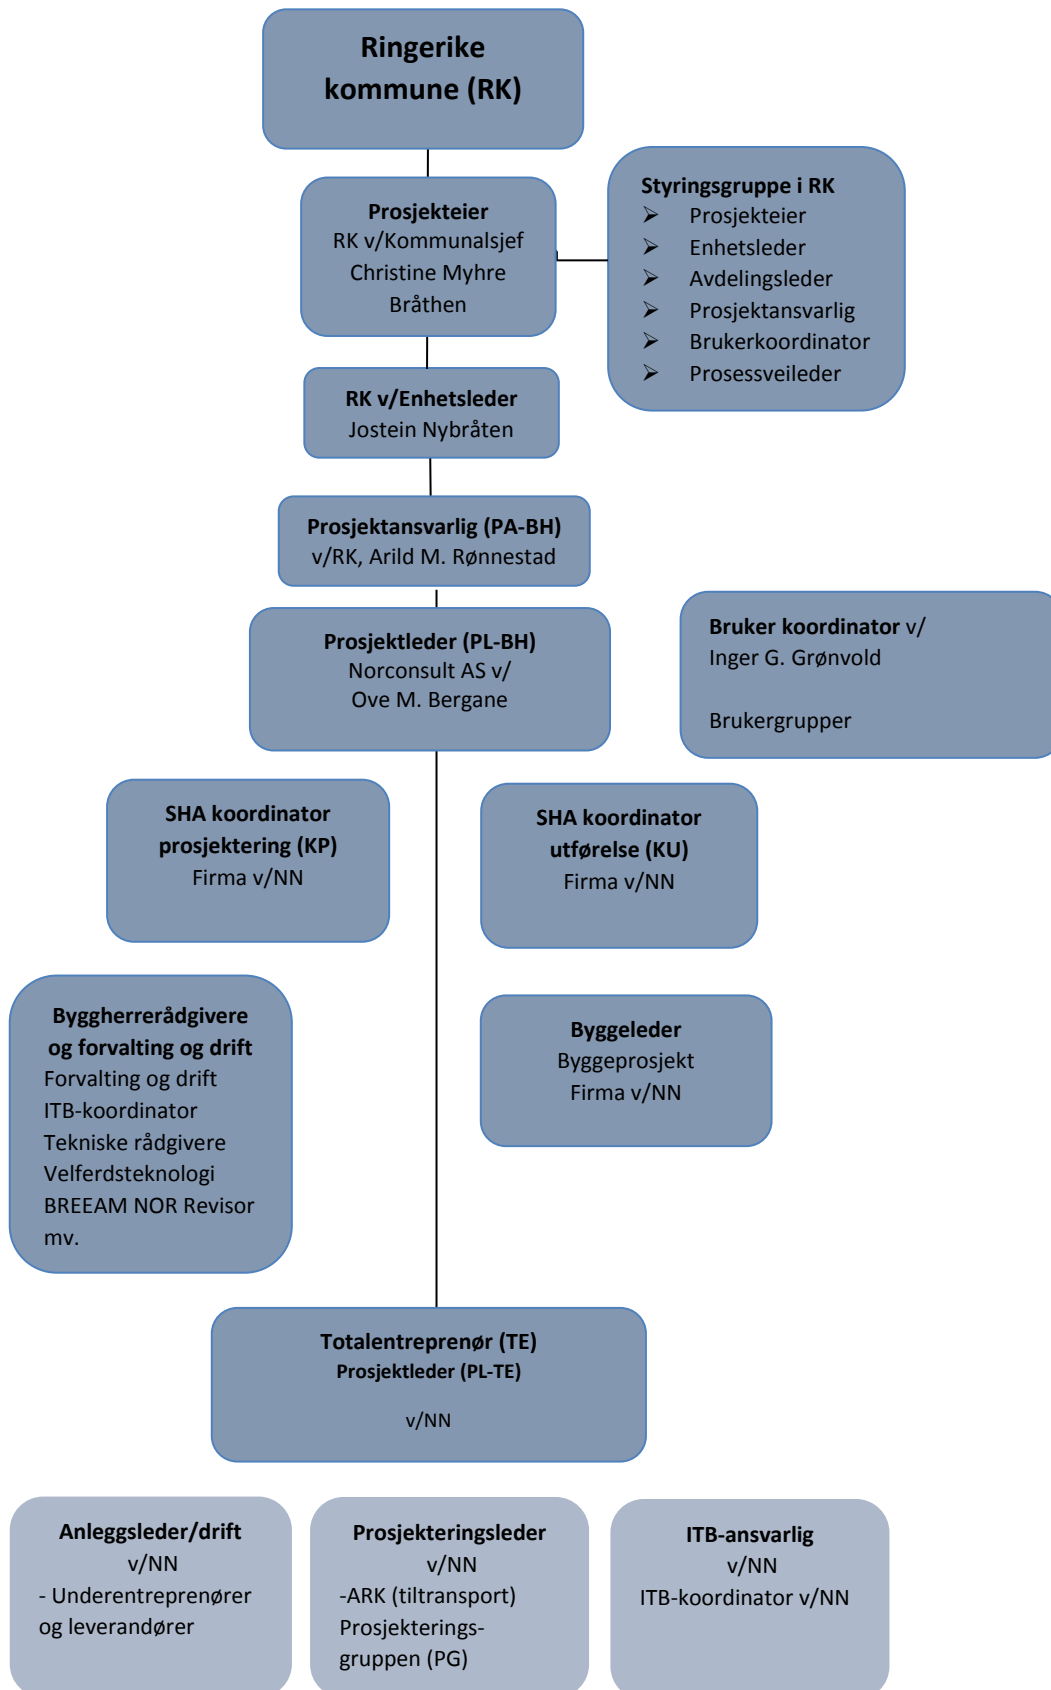 Ringerike
kommune (RK)
Prosjekteier
RK v/Kommunalsjef
Christine Myhre
Bråthen
Styringsgruppe i RK
➢ Prosjekteier
➢ Enhetsleder
➢ Avdelingsleder
➢ Prosjektansvarlig
➢ Brukerkoordinator
➢ Prosessveileder
RK v/Enhetsleder
Jostein Nybråten
Prosjektansvarlig (PA-BH)
v/RK, Arild M. Rønnestad
Prosjektleder (PL-BH)
Norconsult AS v/
Ove M. Bergane
Bruker koordinator v/
Inger G. Grønvold
Brukergrupper
SHA koordinator
prosjektering (KP)
Firma v/NN
SHA koordinator
utførelse (KU)
Firma v/NN
Byggherrerådgivere
og forvalting og drift
Forvalting og drift
ITB-koordinator
Tekniske rådgivere
Velferdsteknologi
BREEAM NOR Revisor
mv.
Byggeleder
Byggeprosjekt
Firma v/NN
Totalentreprenør (TE)
Prosjektleder (PL-TE)
v/NN
Anleggsleder/drift
v/NN
- Underentreprenører
og leverandører
Prosjekteringsleder
v/NN
-ARK (tiltransport)
Prosjekterings-
gruppen (PG)
ITB-ansvarlig
v/NN
ITB-koordinator v/NN